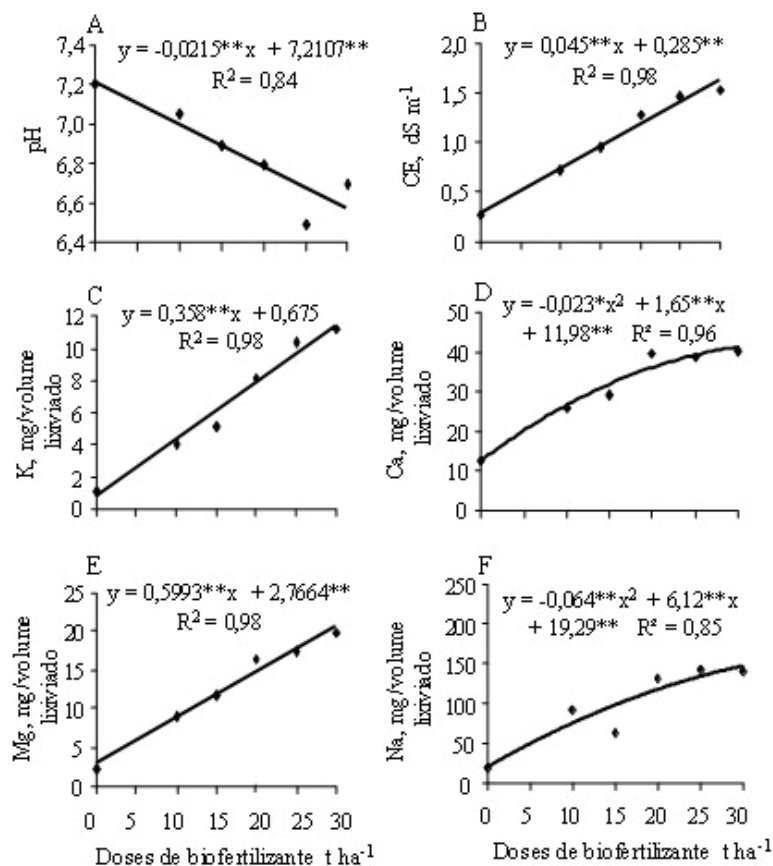 A
y = -0,0215**x + 7,2107**
R² = 0,84
7,4
7,2
7,0
6,8
6,6
6,4
pH
B
y = 0,045**x + 0,285**
R² = 0,98
2,0
1,5
1,0
0,5
0
CE, dS m⁻¹
C
y = 0,358**x + 0,675
R² = 0,98
12
10
8
6
4
2
0
K, mg/volume
lixiviado
D
y = -0,023*x² + 1,65**x
+ 11,98** R² = 0,96
50
40
30
20
10
0
Ca, mg/volume
lixiviado
E
y = 0,5993**x + 2,7664**
R² = 0,98
25
20
15
10
5
0
Mg, mg/volume
lixiviado
0 5 10 15 20 25 30
Doses de biofertilizante t ha⁻¹
F
y = -0,064**x² + 6,12**x
+ 19,29** R² = 0,85
250
200
150
100
50
0
Na, mg/volume
lixiviado
0 5 10 15 20 25 30
Doses de biofertilizante t ha⁻¹